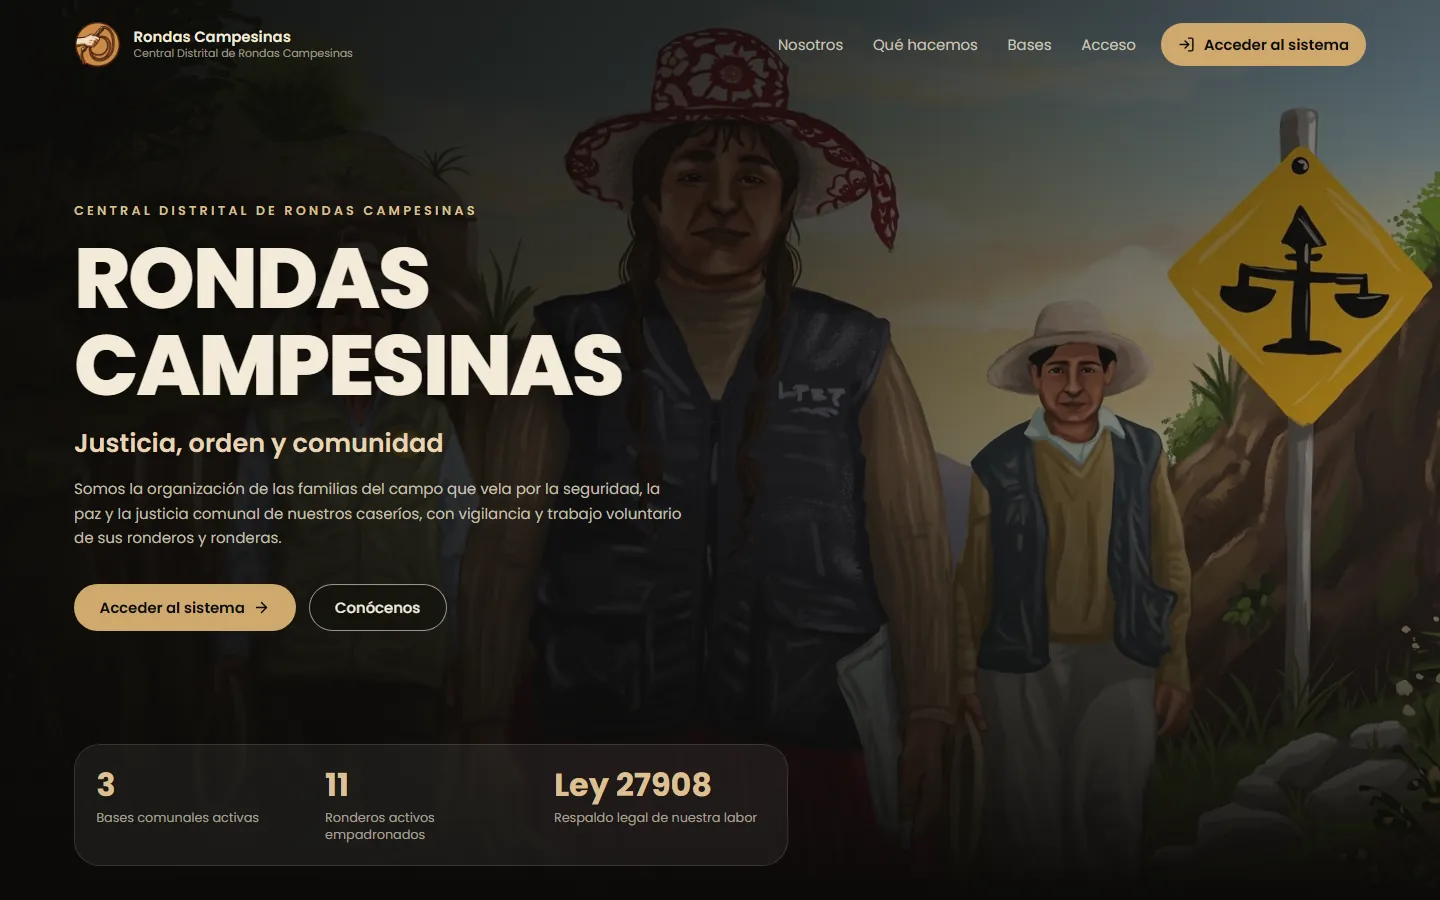 Rondas Campesinas
Central Distrital de Rondas Campesinas
Nosotros
Qué hacemos
Bases
Acceso
Acceder al sistema
CENTRAL DISTRITAL DE RONDAS CAMPESINAS
RONDAS
CAMPESINAS
Justicia, orden y comunidad
Somos la organización de las familias del campo que vela por la seguridad, la
paz y la justicia comunal de nuestros caseríos, con vigilancia y trabajo voluntario
de sus ronderos y ronderas.
Acceder al sistema
Conócenos
3
Bases comunales activas
11
Ronderos activos
empadronados
Ley 27908
Respaldo legal de nuestra labor